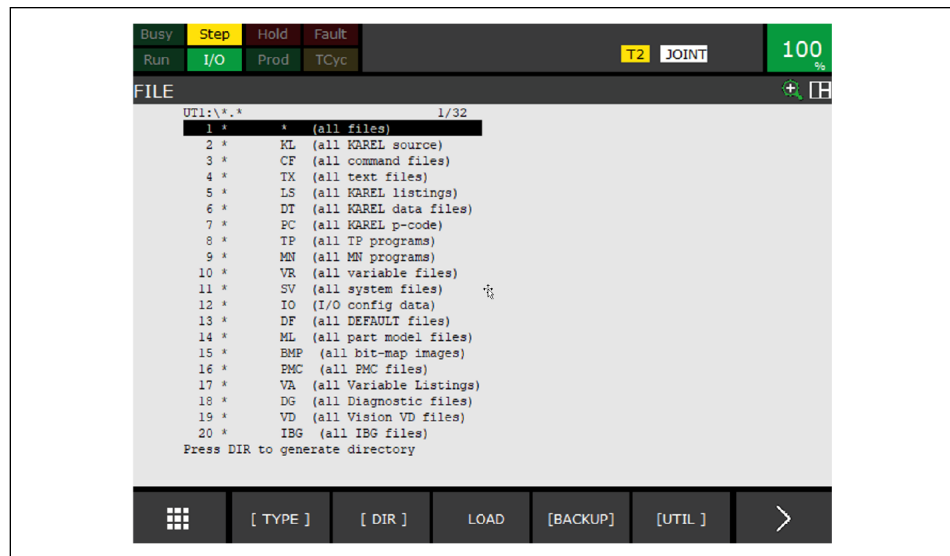 Busy Step Hold Fault
Run I/O Prod TCyc T2 JOINT 100 %
FILE
UT1:\*.* 1/32
1 * * (all files)
2 * KL (all KAREL source)
3 * CF (all command files)
4 * TX (all text files)
5 * LS (all KAREL listings)
6 * DT (all KAREL data files)
7 * PC (all KAREL p-code)
8 * TP (all TP programs)
9 * MN (all MN programs)
10 * VR (all variable files)
11 * SV (all system files)
12 * IO (I/O config data)
13 * DF (all DEFAULT files)
14 * ML (all part model files)
15 * BMP (all bit-map images)
16 * PMC (all PMC files)
17 * VA (all Variable Listings)
18 * DG (all Diagnostic files)
19 * VD (all Vision VD files)
20 * IBG (all IBG files)
Press DIR to generate directory
[ TYPE ] [ DIR ] LOAD [BACKUP] [UTIL ]